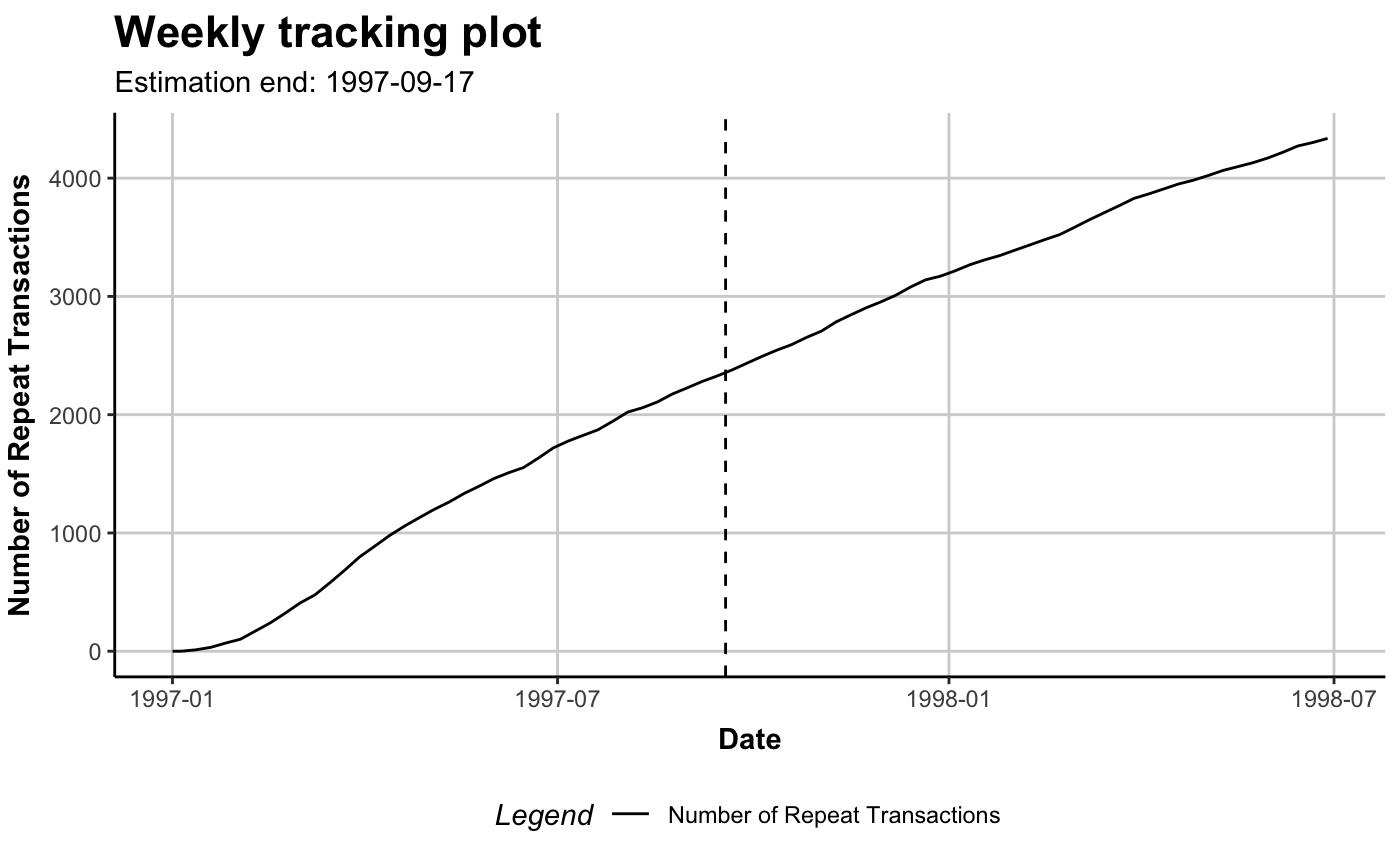 Weekly tracking plot
Estimation end: 1997-09-17
Number of Repeat Transactions
4000
3000
2000
1000
0
1997-01 1997-07 1998-01 1998-07
Date
Legend Number of Repeat Transactions